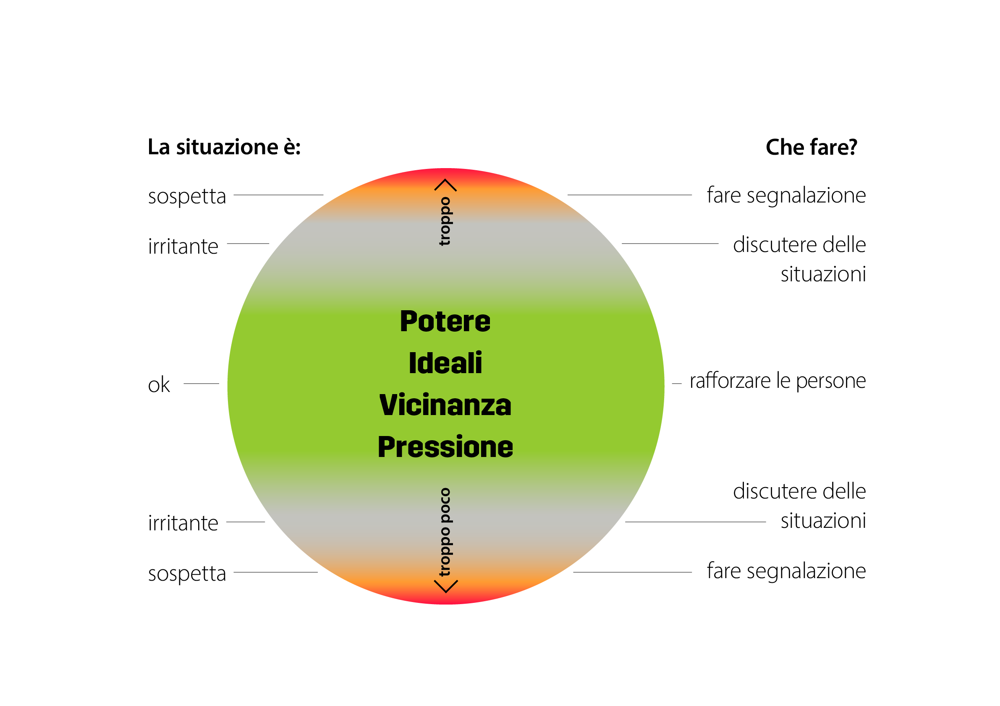 La situazione è:
Che fare?
sospetta
fare segnalazione
troppo
irritante
discutere delle
situazioni
Potere
Ideali
Vicinanza
Pressione
ok
rafforzare le persone
troppo poco
irritante
discutere delle
situazioni
sospetta
fare segnalazione